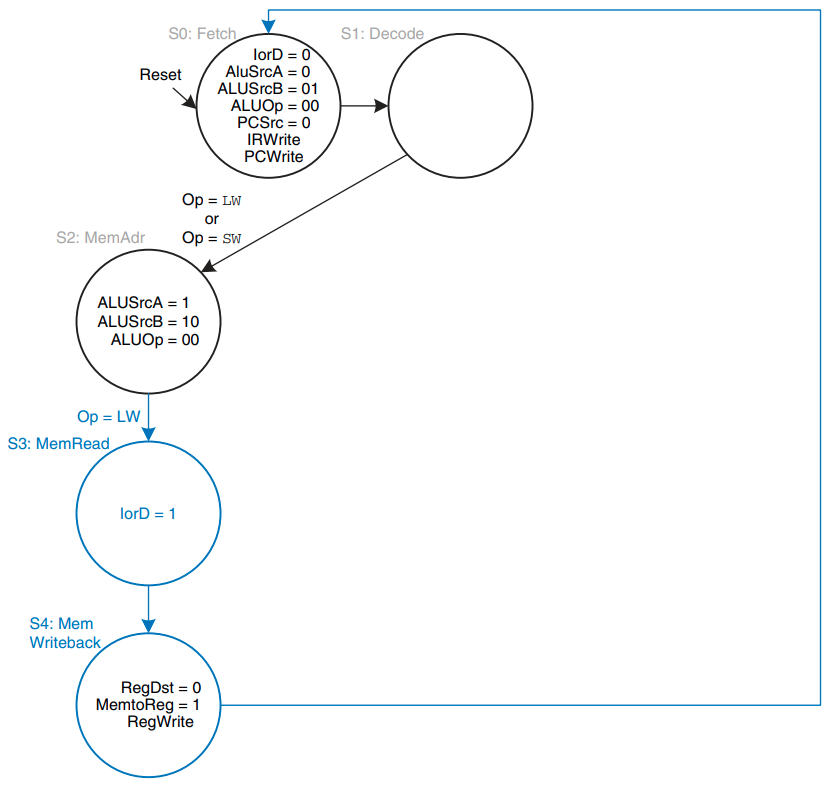 S0: Fetch
S1: Decode
Reset
IorD = 0
AluSrcA = 0
ALUSrcB = 01
ALUOp = 00
PCSrc = 0
IRWrite
PCWrite
Op = LW
or
Op = SW
S2: MemAdr
ALUSrcA = 1
ALUSrcB = 10
ALUOp = 00
Op = LW
S3: MemRead
IorD = 1
S4: Mem
Writeback
RegDst = 0
MemtoReg = 1
RegWrite